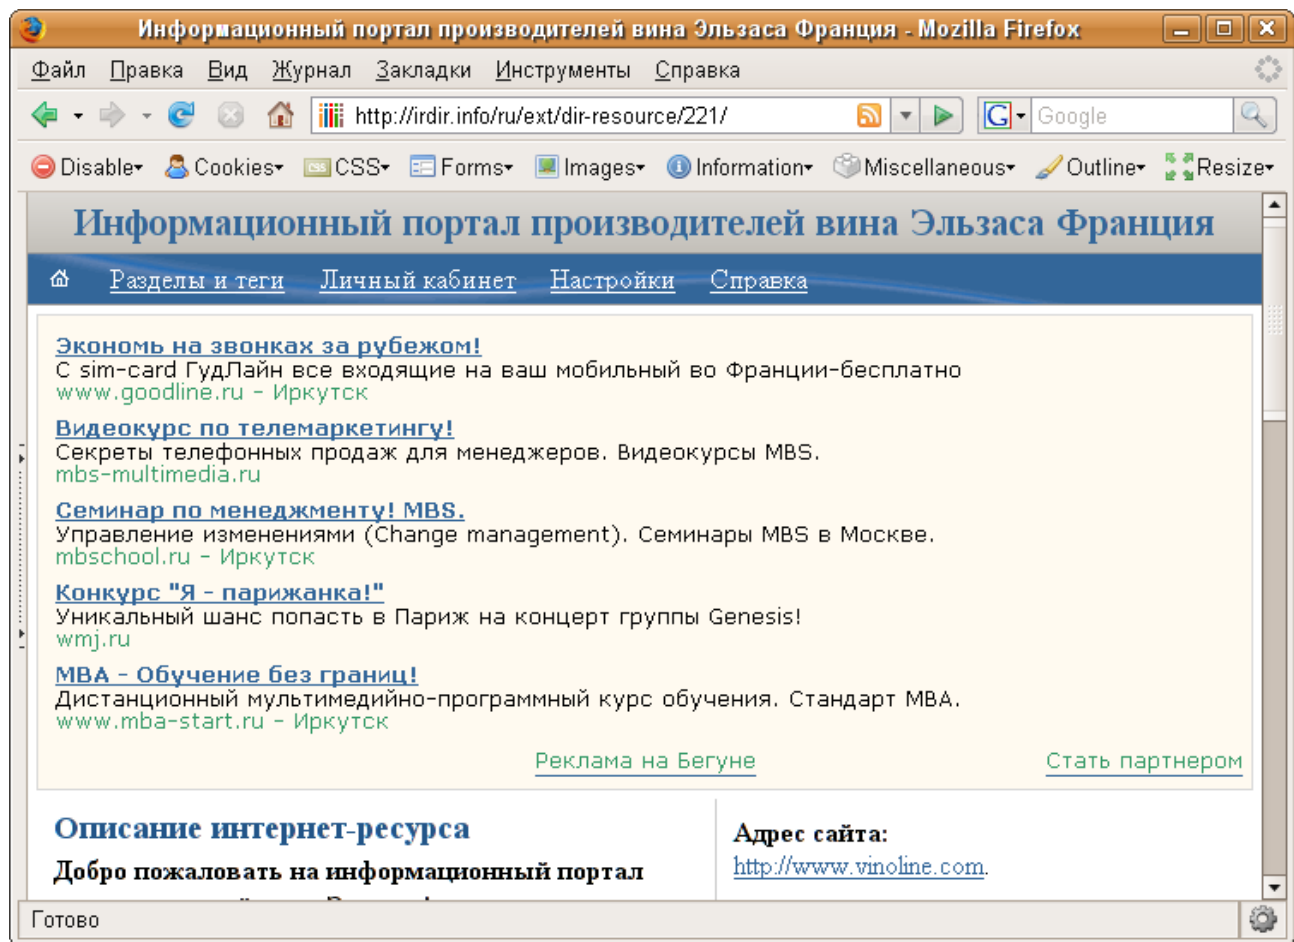 Информационный портал производителей вина Эльзаса Франция - Mozilla Firefox
Файл Правка Вид Журнал Закладки Инструменты Справка
http://irdir.info/ru/ext/dir-resource/221/ G Google
Disable Cookies CSS Forms Images Information Miscellaneous Outline Resize
Информационный портал производителей вина Эльзаса Франция
Разделы и теги Личный кабинет Настройки Справка
Экономь на звонках за рубежом!
С sim-card ГудЛайн все входящие на ваш мобильный во Франции-бесплатно
www.goodline.ru - Иркутск
Видеокурс по телемаркетингу!
Секреты телефонных продаж для менеджеров. Видеокурсы MBS.
mbs-multimedia.ru
Семинар по менеджменту! MBS.
Управление изменениями (Change management). Семинары MBS в Москве.
mbschool.ru - Иркутск
Конкурс "Я - парижанка!"
Уникальный шанс попасть в Париж на концерт группы Genesis!
wmj.ru
MBA - Обучение без границ!
Дистанционный мультимедийно-программный курс обучения. Стандарт MBA.
www.mba-start.ru - Иркутск
Реклама на Бегуне Стать партнером
Описание интернет-ресурса
Добро пожаловать на информационный портал
Адрес сайта:
http://www.vinoline.com.
Готово